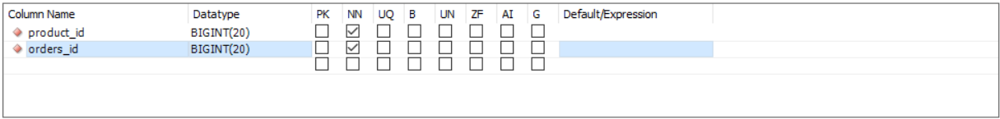 Column Name Datatype PK NN UQ B UN ZF AI G Default/Expression
product_id BIGINT(20)
orders_id BIGINT(20)